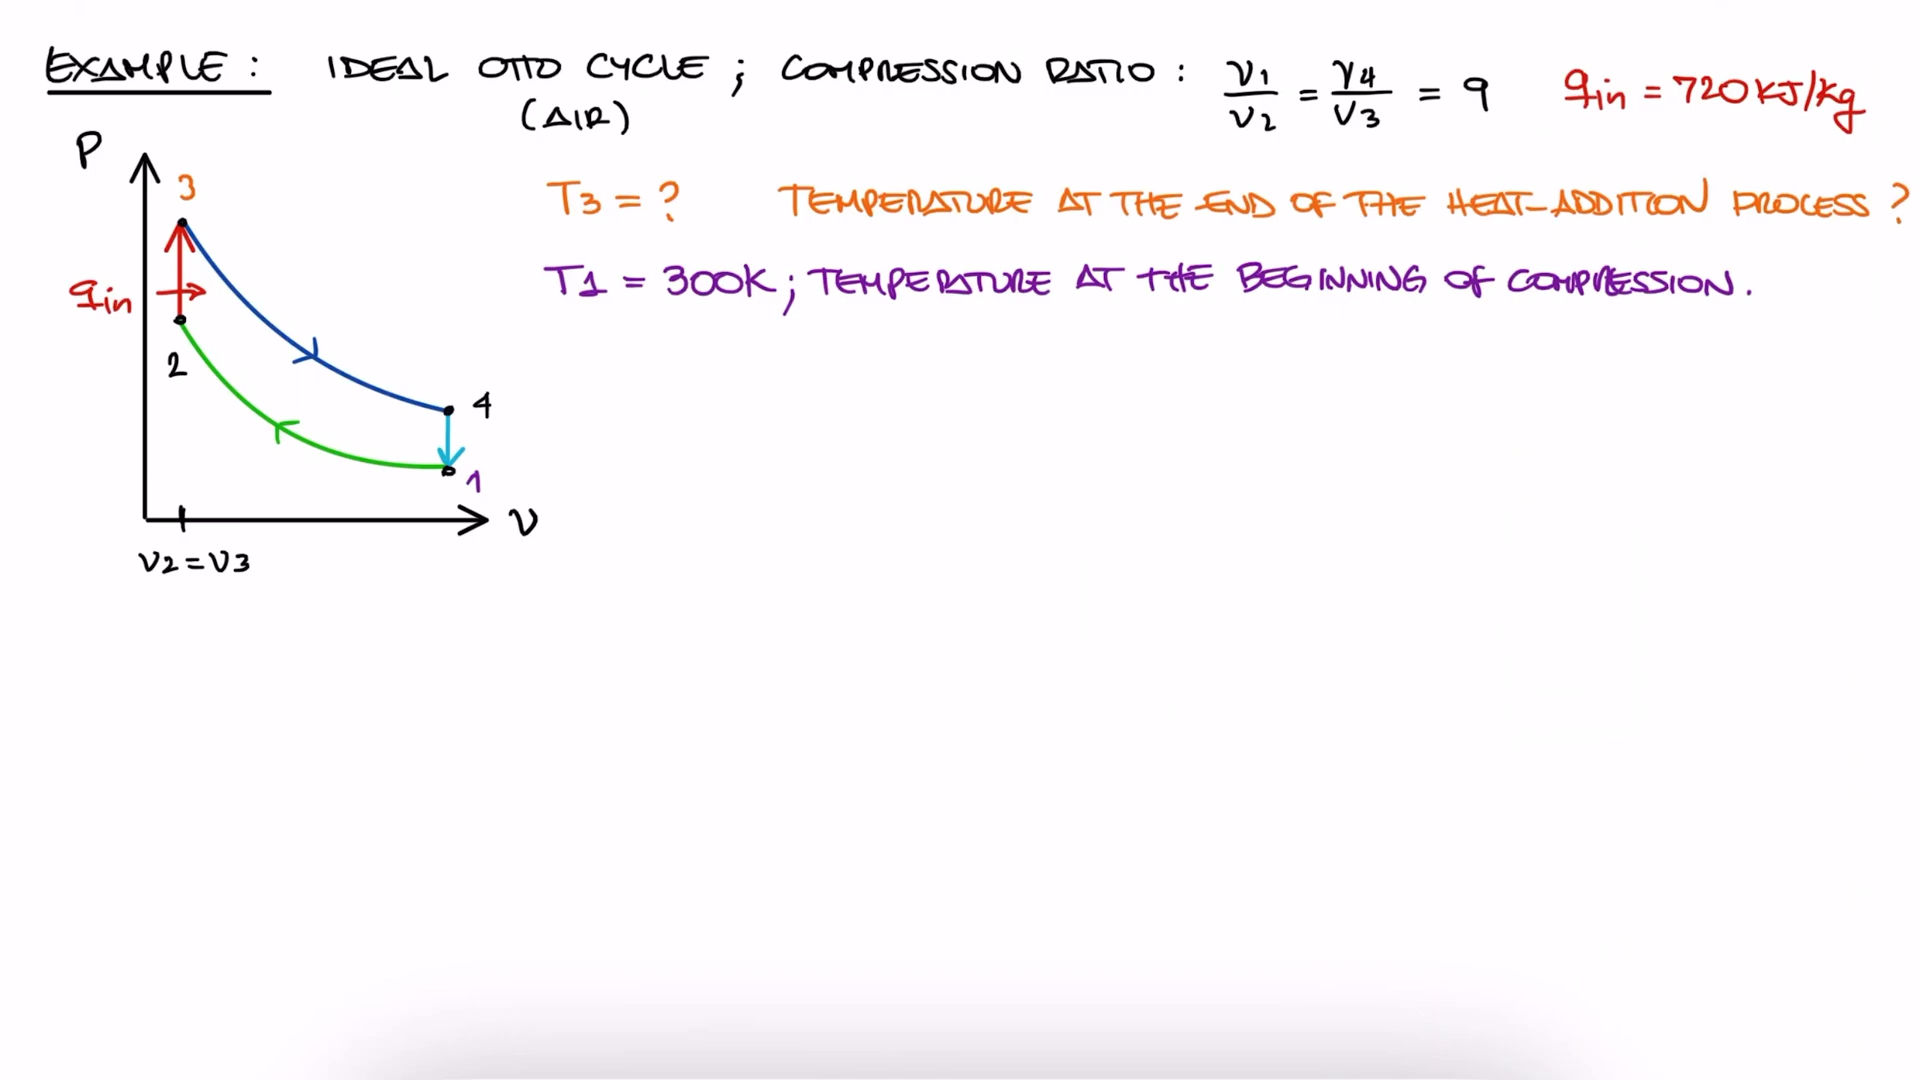 EXAMPLE : IDEAL OTTO CYCLE ; COMPRESSION RATIO : v1/v2 = v4/v3 = 9 qin = 720 kJ/kg
(AIR)
P
3
T3 = ? TEMPERATURE AT THE END OF THE HEAT-ADDITION PROCESS ?
T1 = 300K ; TEMPERATURE AT THE BEGINNING OF COMPRESSION.
qin
2
4
1
v
v2 = v3